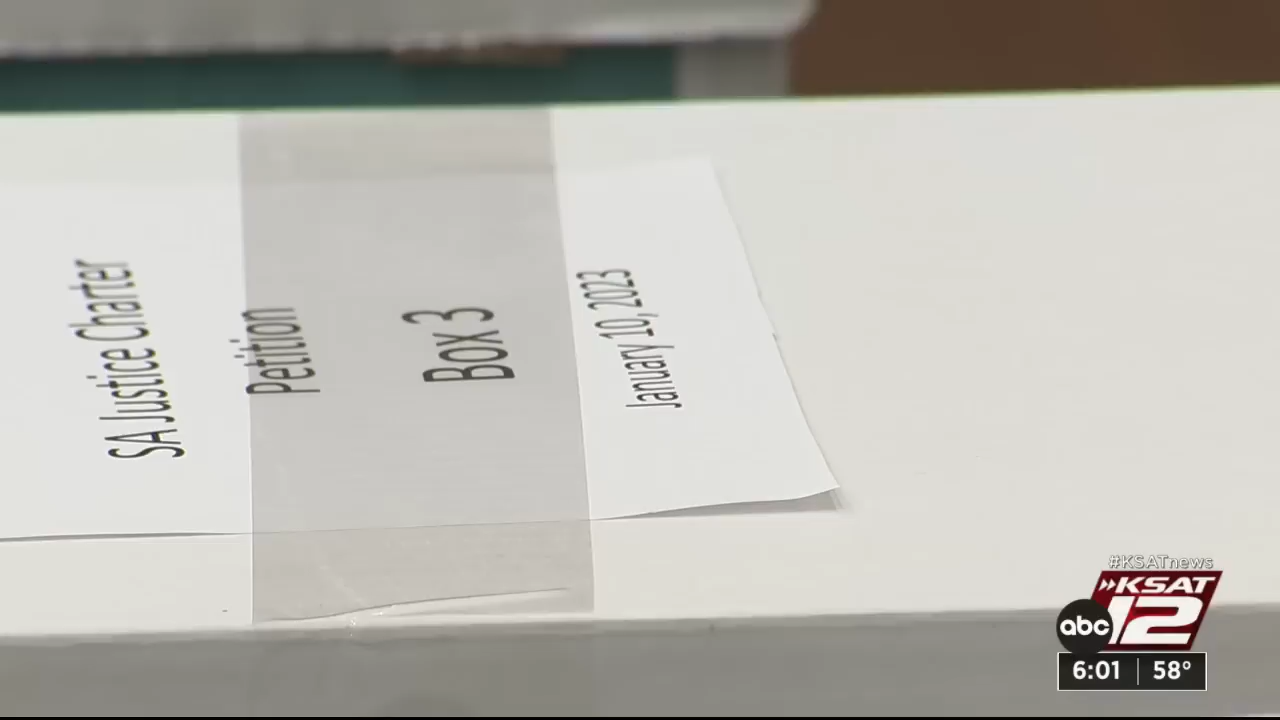 SA Justice Charter
Petition
Box 3
January 10, 2023
#KSATnews
KSAT
abc 12
6:01 58°